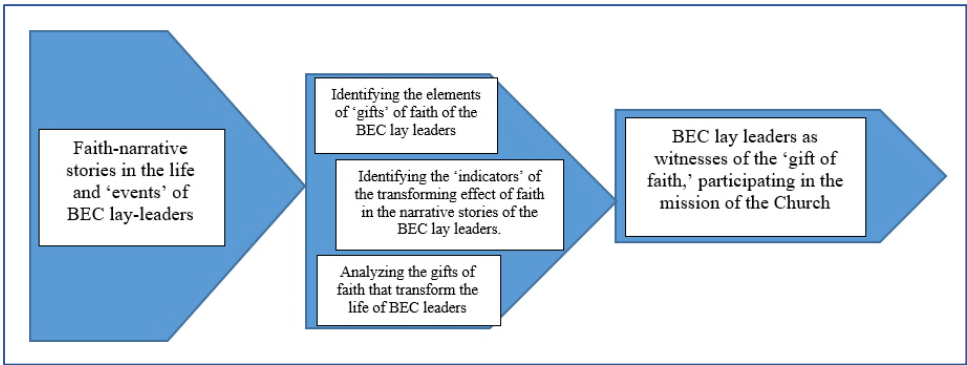 Faith-narrative
stories in the life
and ‘events’ of
BEC lay-leaders
Identifying the elements
of ‘gifts’ of faith of the
BEC lay leaders
Identifying the ‘indicators’ of
the transforming effect of faith
in the narrative stories of the
BEC lay leaders.
Analyzing the gifts of
faith that transform the
life of BEC leaders
BEC lay leaders as
witnesses of the ‘gift of
faith,’ participating in the
mission of the Church